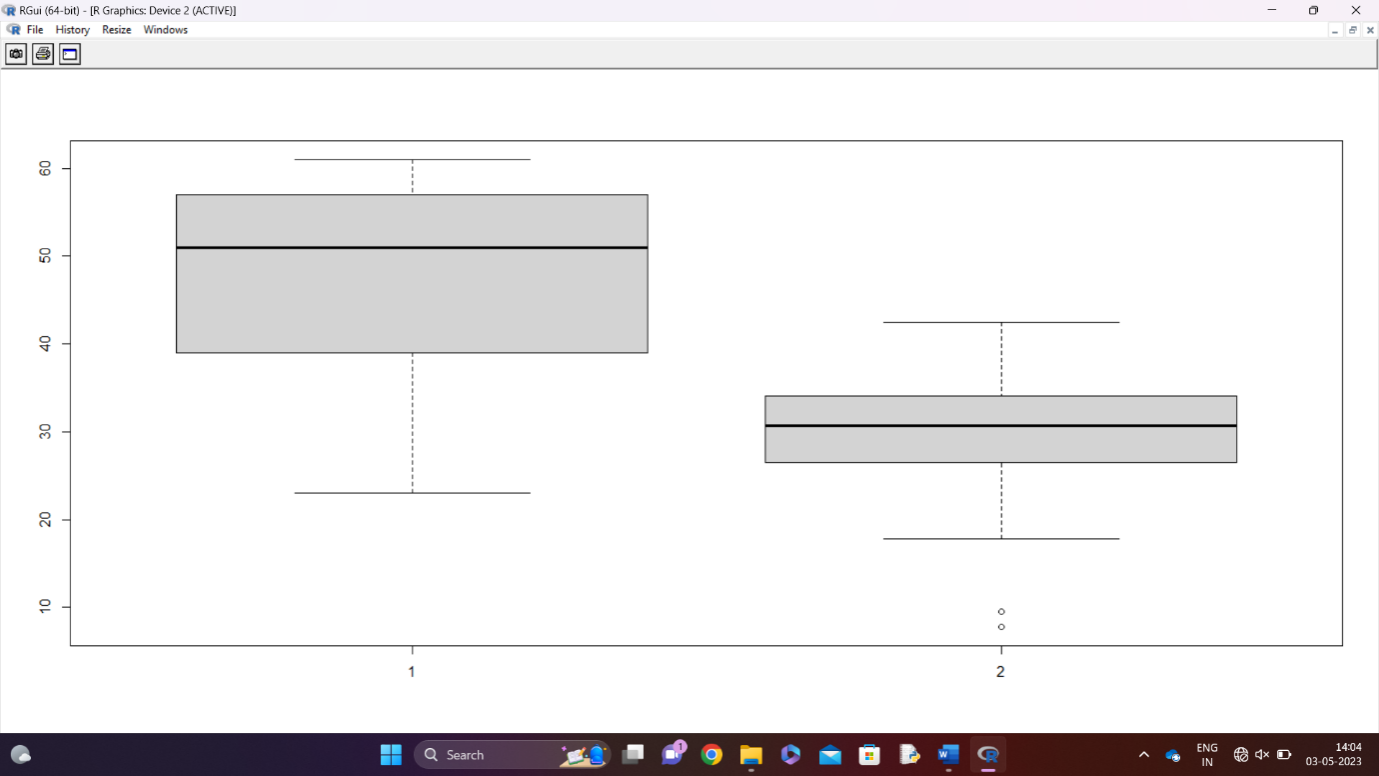 RGui (64-bit) - [R Graphics: Device 2 (ACTIVE)]
File History Resize Windows
60
50
40
30
20
10
1 2
Search
1
ENG
IN
14:04
03-05-2023